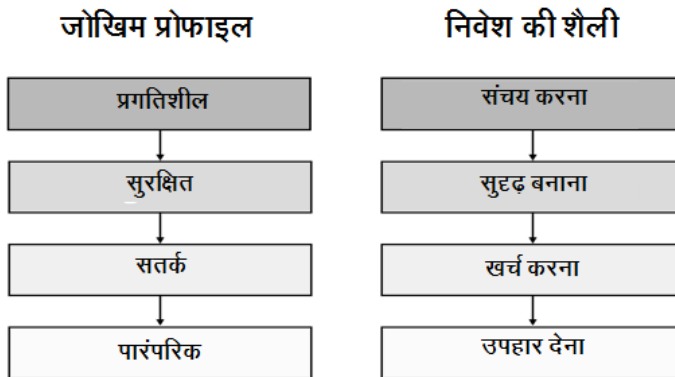 जोखिम प्रोफाइल
प्रगतिशील
सुरक्षित
सतर्क
पारंपरिक
निवेश की शैली
संचय करना
सुदृढ़ बनाना
खर्च करना
उपहार देना